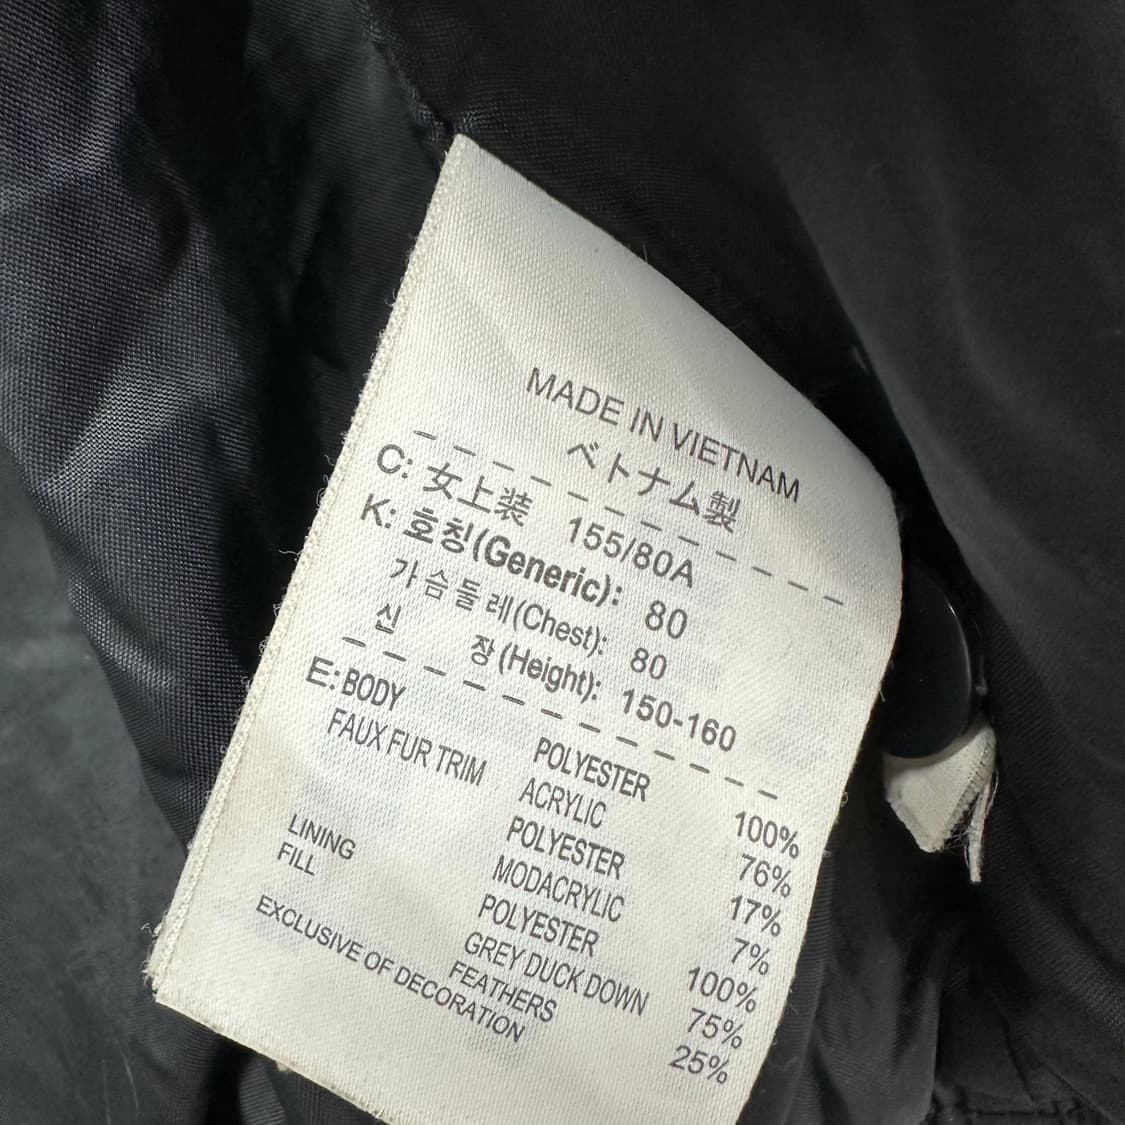 MADE IN VIETNAM
ベトナム製
C: 女上装 155/80A
K: 호칭(Generic): 80
가슴둘레(Chest): 80
신 장(Height): 150-160
E: BODY POLYESTER 100%
FAUX FUR TRIM ACRYLIC 76%
POLYESTER 17%
MODACRYLIC 7%
LINING POLYESTER 100%
FILL GREY DUCK DOWN 75%
FEATHERS 25%
EXCLUSIVE OF DECORATION